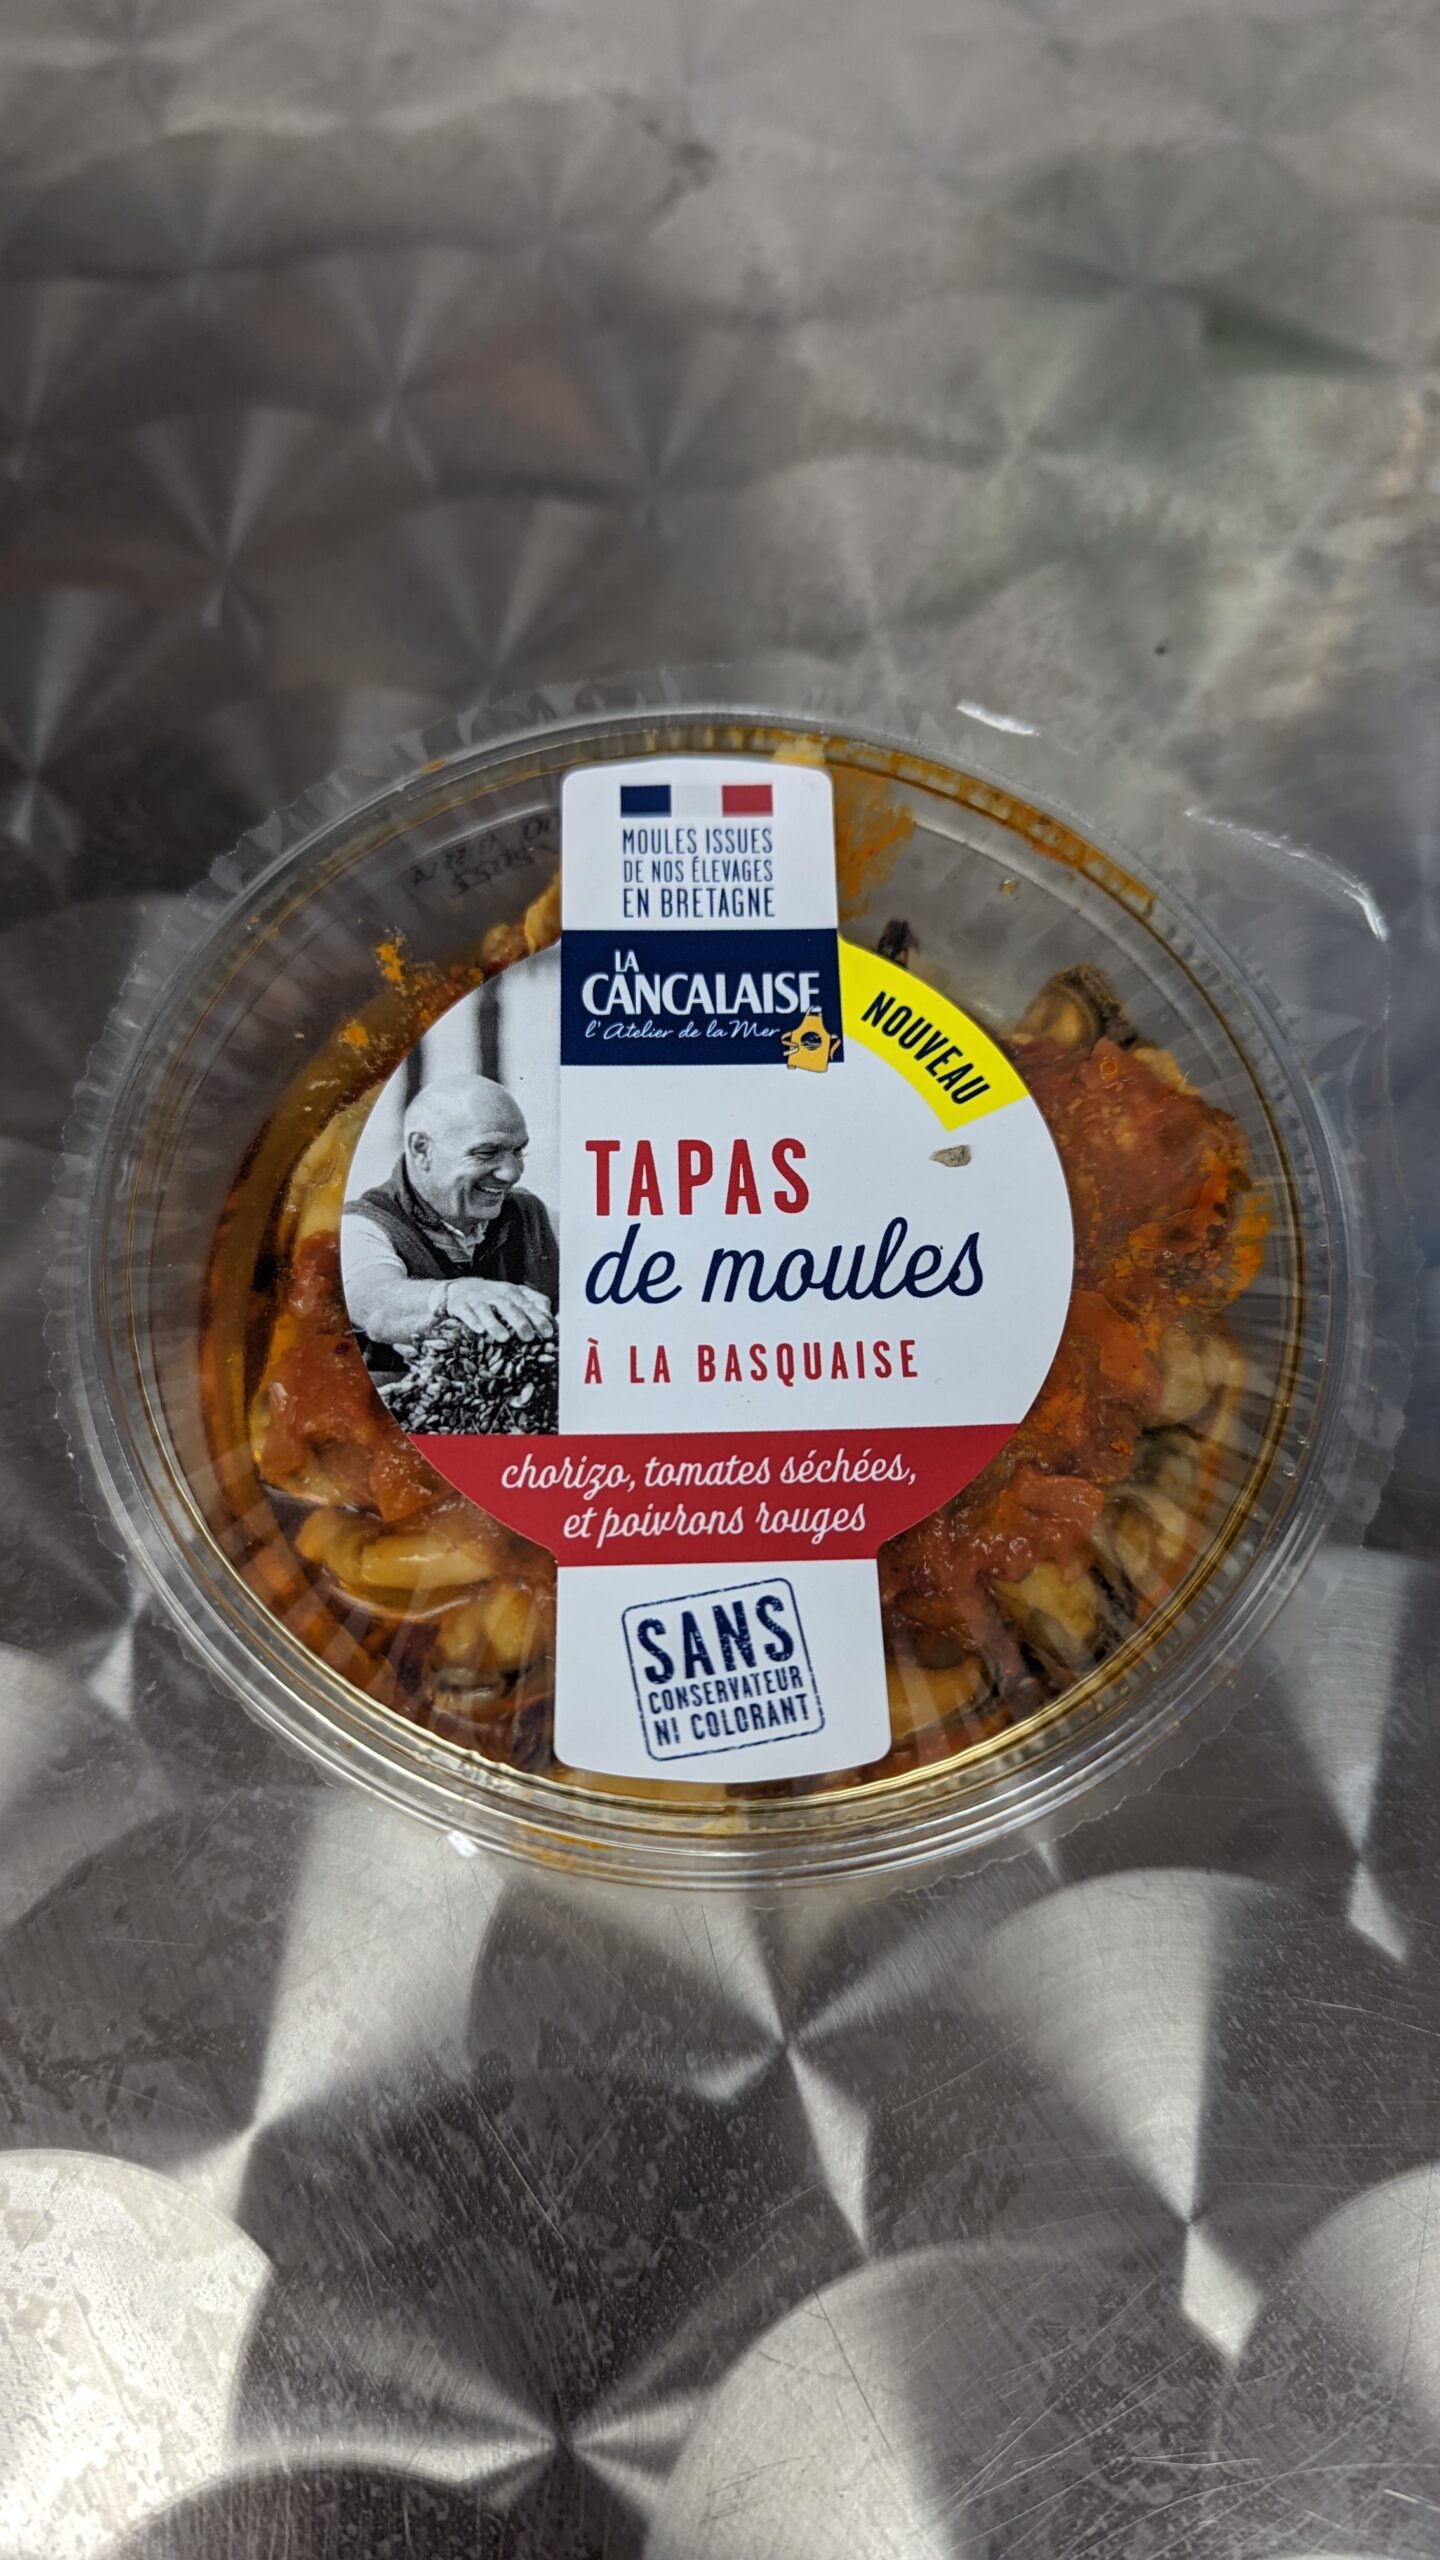 MOULES ISSUES
DE NOS ÉLEVAGES
EN BRETAGNE
LA
CANCALAISE
l'Atelier de la Mer
NOUVEAU
TAPAS
de moules
À LA BASQUAISE
chorizo, tomates séchées,
et poivrons rouges
SANS
CONSERVATEUR
NI COLORANT